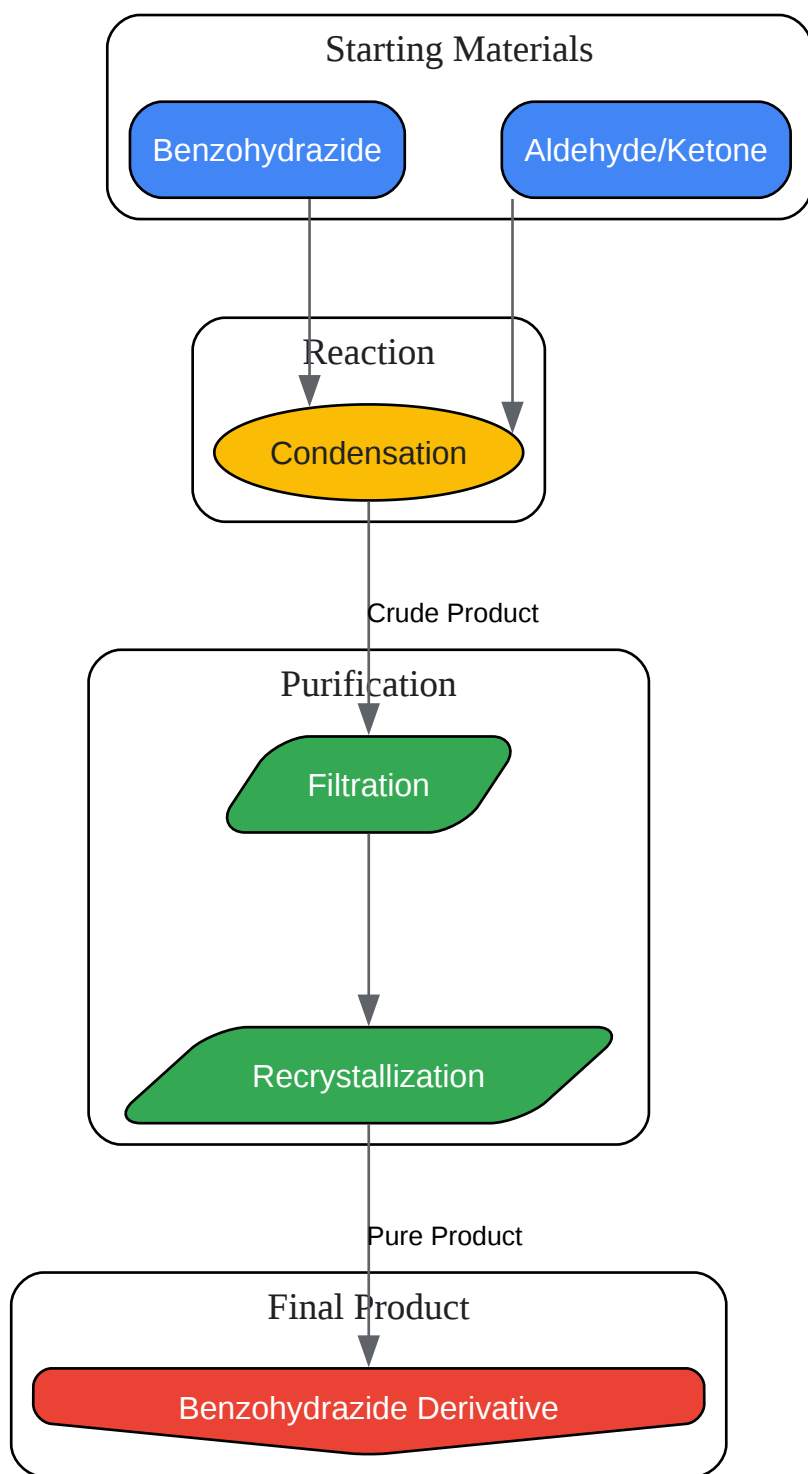 Starting Materials
Benzohydrazide
Aldehyde/Ketone
Reaction
Condensation
Crude Product
Purification
Filtration
Recrystallization
Pure Product
Final Product
Benzohydrazide Derivative